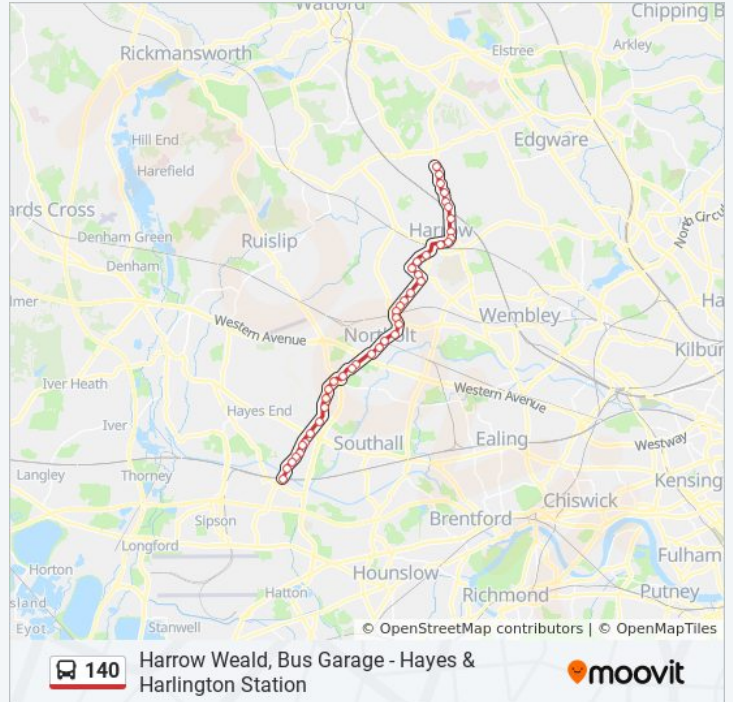 Watford
Chipping B
Rickmansworth
Elstree
Arkley
Hill End
Edgware
Harefield
ards Cross
North Circu
Denham Green
Ruislip
Harrow
Denham
lmer
Ha
Western Avenue
Wembley
Northolt
Kilbur
Iver Heath
Western Avenue
Hayes End
Iver
Southall
Ealing
Westway
Langley
Thorney
Kensing
Chiswick
Sipson
Brentford
Longford
Fulham
Horton
Hounslow
Hatton
Richmond
Putney
sland
Eyot
Stanwell
© OpenStreetMap contributors | © OpenMapTiles
140
Harrow Weald, Bus Garage - Hayes &
Harlington Station
moovit